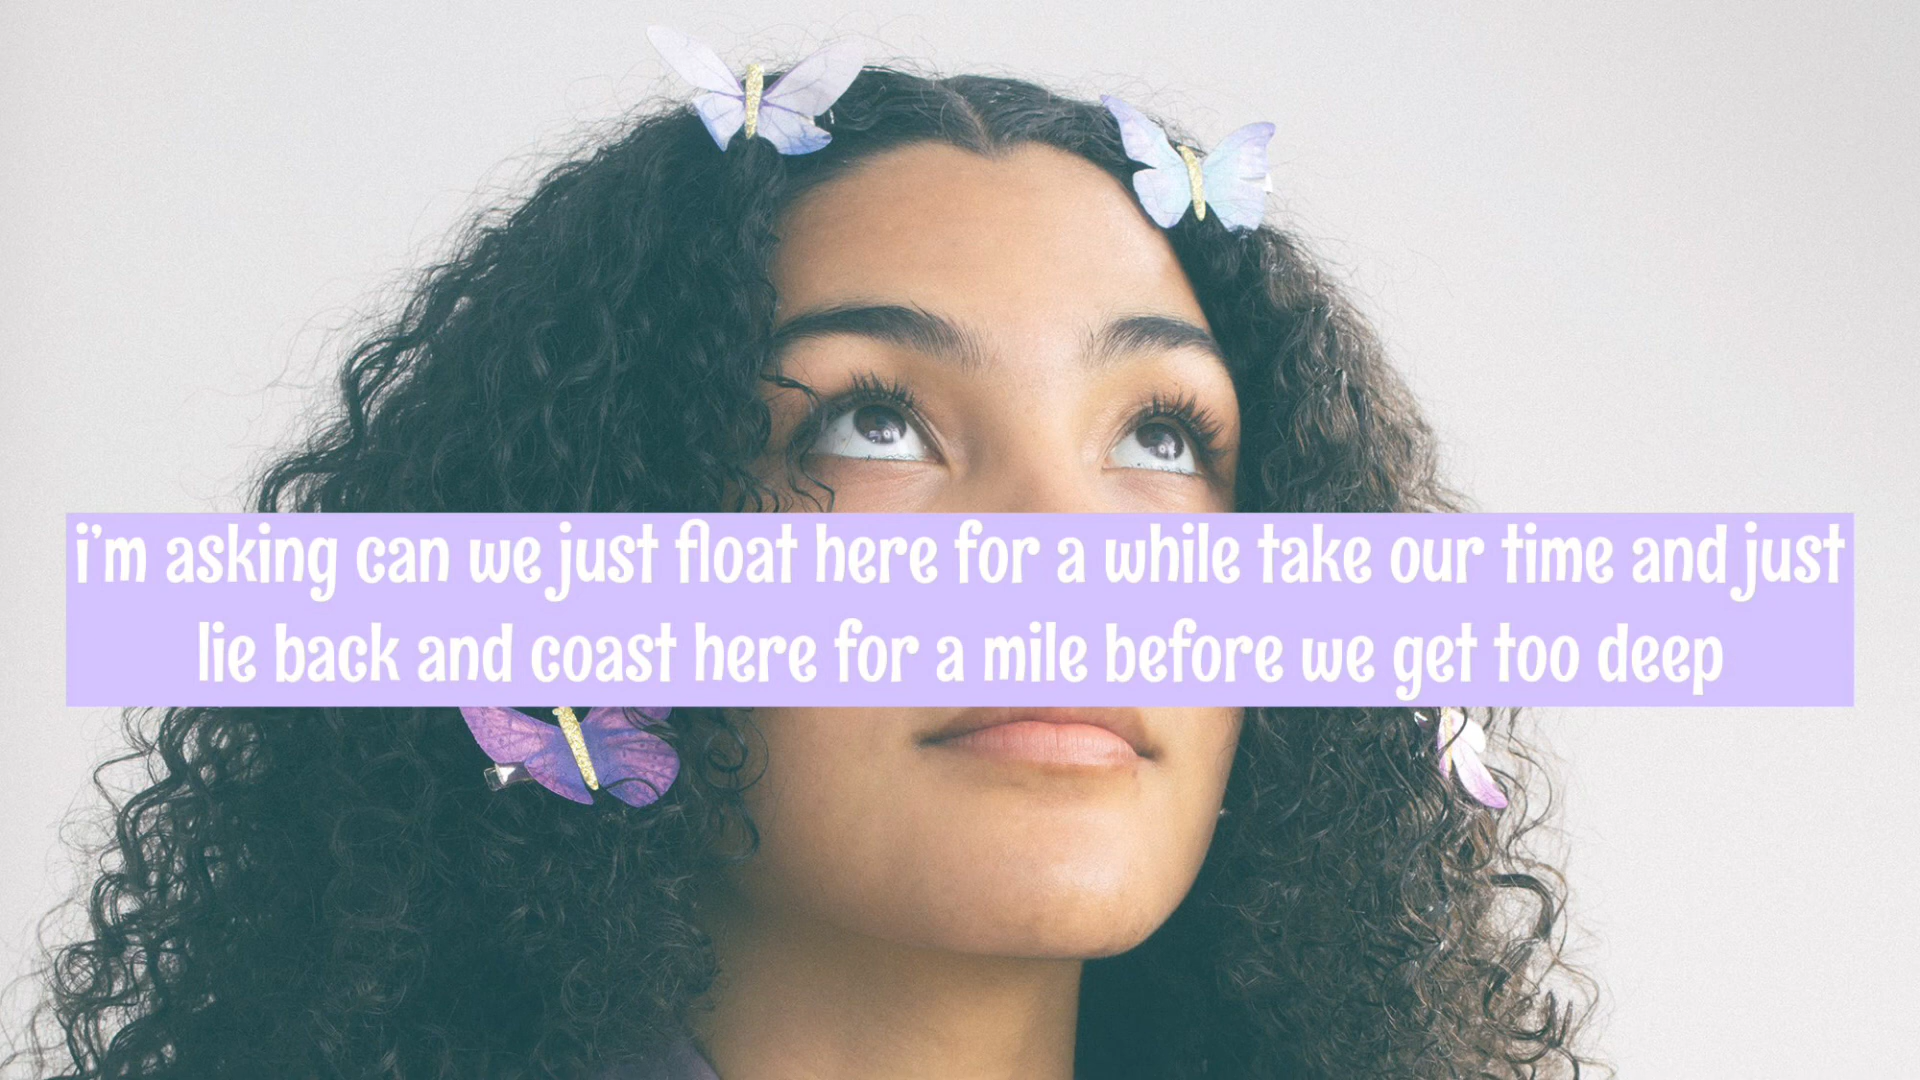 i'm asking can we just float here for a while take our time and just
lie back and coast here for a mile before we get too deep